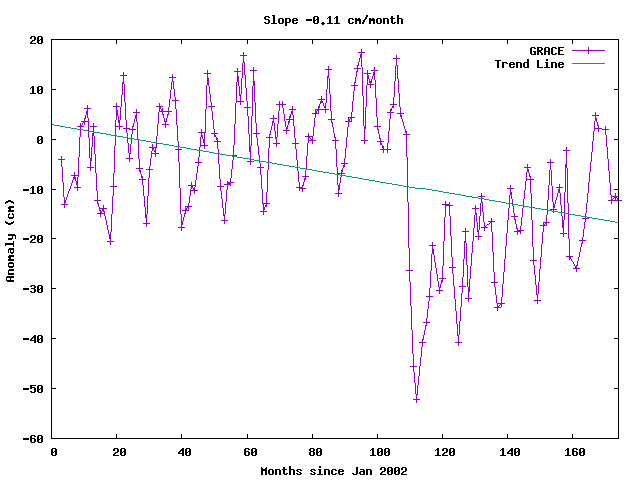 Slope -0.11 cm/month
GRACE
Trend Line
20
10
0
-10
-20
-30
-40
-50
-60
Anomaly (cm)
0 20 40 60 80 100 120 140 160
Months since Jan 2002